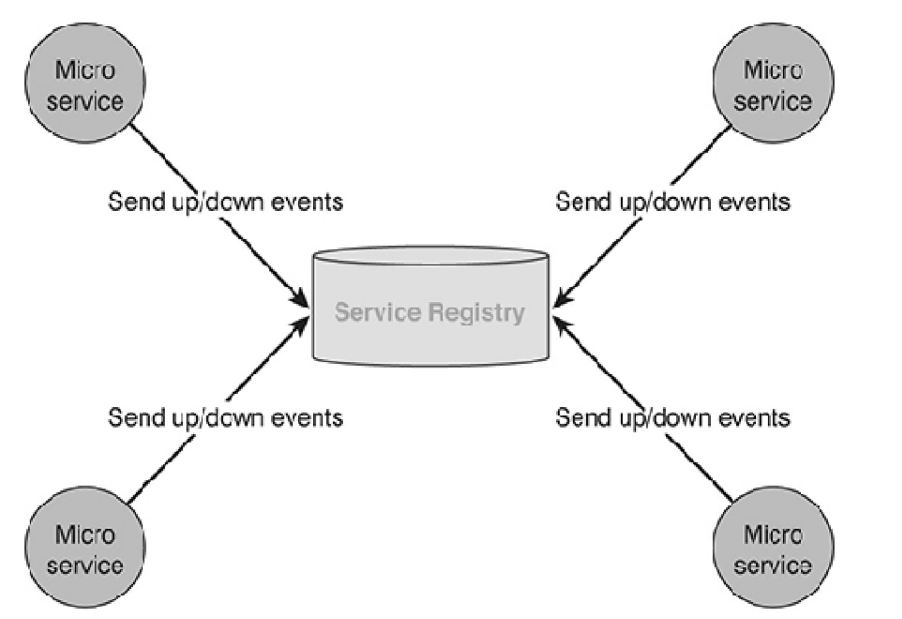 Micro
service
Micro
service
Send up/down events
Send up/down events
Service Registry
Send up/down events
Send up/down events
Micro
service
Micro
service